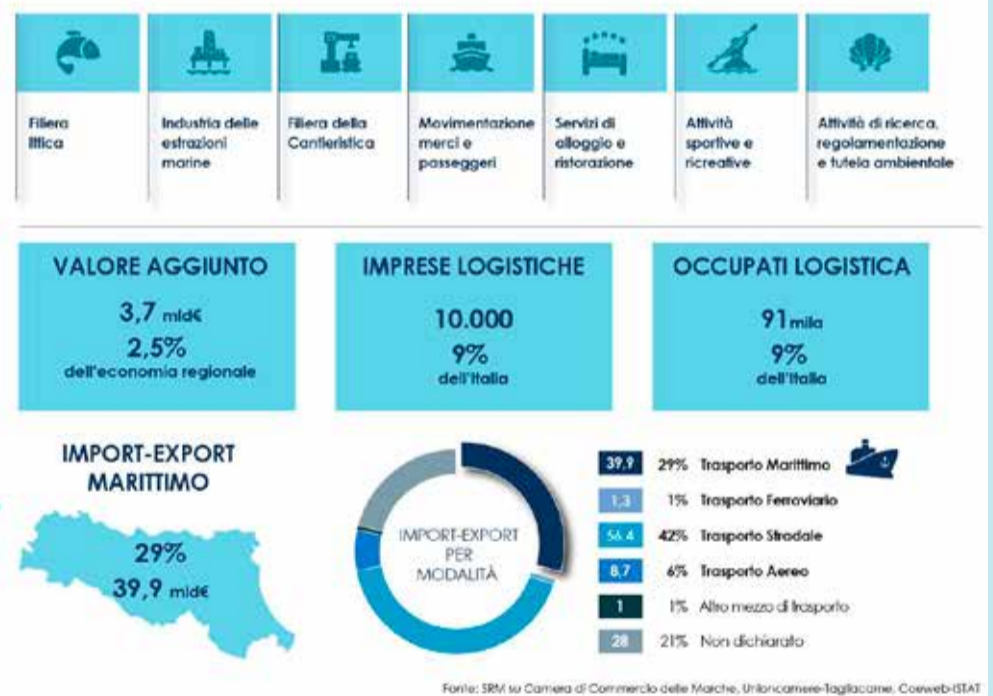 Filiera
Ittica
Industria delle
estrazioni
marine
Filiera della
Cantieristica
Movimentazione
merci e
passeggeri
Servizi di
alloggio e
ristorazione
Attività
sportive e
ricreative
Attività di ricerca,
regolamentazione
e tutela ambientale
VALORE AGGIUNTO
3,7 mld€
2,5%
dell'economia regionale
IMPRESE LOGISTICHE
10.000
9%
dell'Italia
OCCUPATI LOGISTICA
91 mila
9%
dell'Italia
IMPORT-EXPORT
MARITTIMO
29%
39,9 mld€
IMPORT-EXPORT
PER
MODALITÀ
39,9 29% Trasporto Marittimo
1,3 1% Trasporto Ferroviario
56,4 42% Trasporto Stradale
8,7 6% Trasporto Aereo
1 1% Altro mezzo di trasporto
28 21% Non dichiarato
Fonte: SRM su Camera di Commercio delle Marche, Unioncamere-Tagliacarne, Coeweb-ISTAT